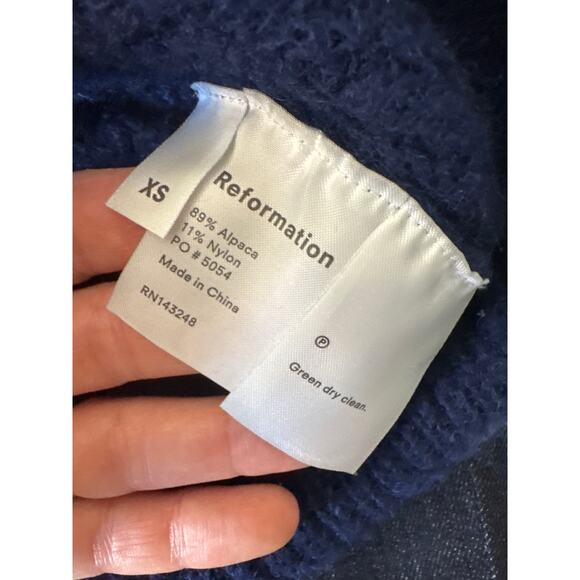 XS
Reformation
89% Alpaca
11% Nylon
PO # 5054
Made in China
RN143248
Ⓟ
Green dry clean.